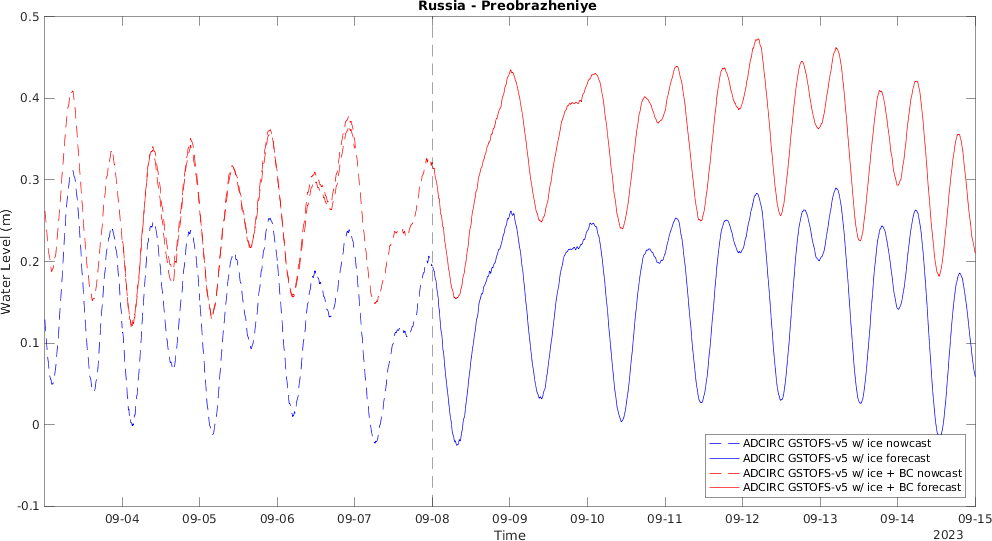 Russia - Preobrazheniye
0.5
0.4
0.3
0.2
0.1
0
-0.1
Water Level (m)
ADCIRC GSTOFS-v5 w/ ice nowcast
ADCIRC GSTOFS-v5 w/ ice forecast
ADCIRC GSTOFS-v5 w/ ice + BC nowcast
ADCIRC GSTOFS-v5 w/ ice + BC forecast
09-04 09-05 09-06 09-07 09-08 09-09 09-10 09-11 09-12 09-13 09-14 09-15
Time
2023